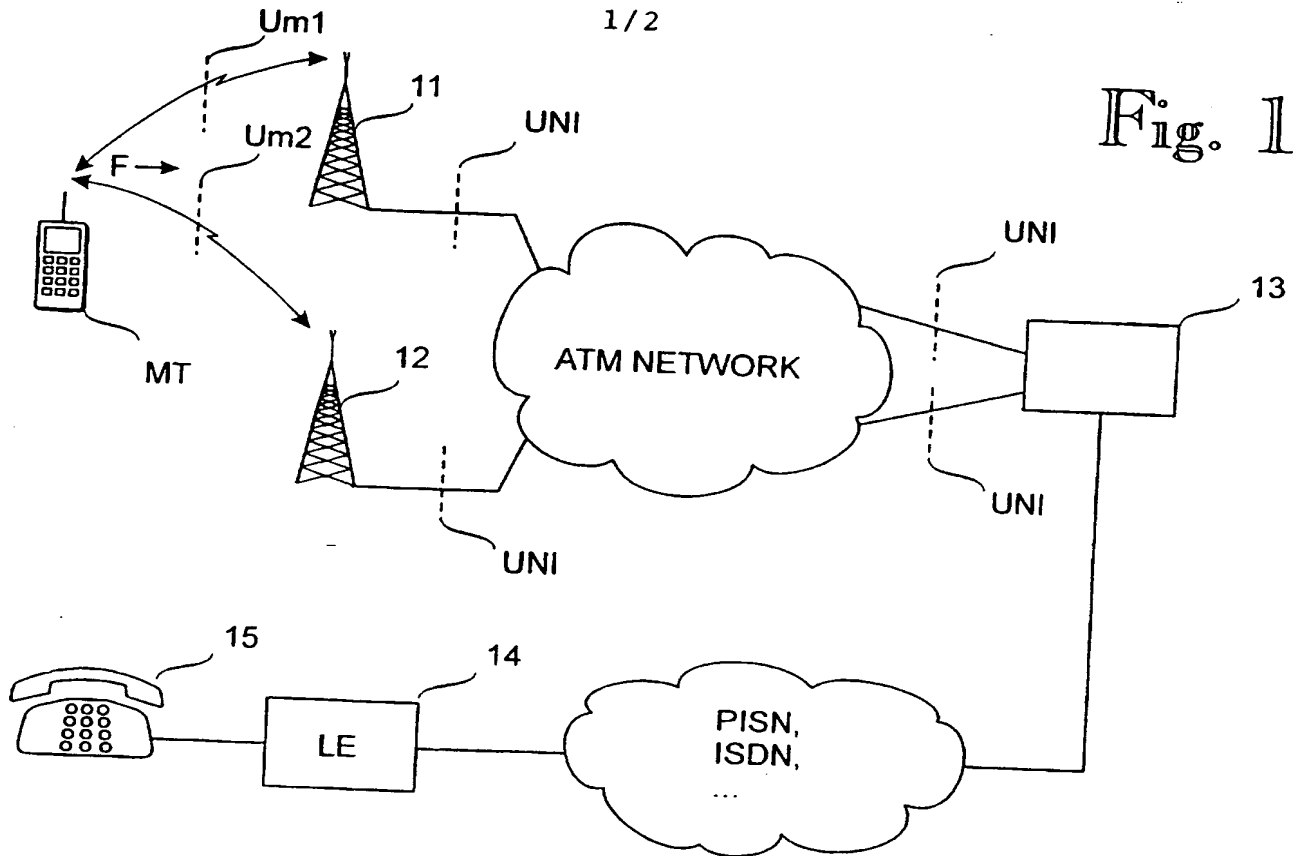 1/2
Fig. 1
Um1
11
UNI
Um2
F
UNI
13
MT
12
ATM NETWORK
UNI
UNI
15
14
LE
PISN,
ISDN,
...